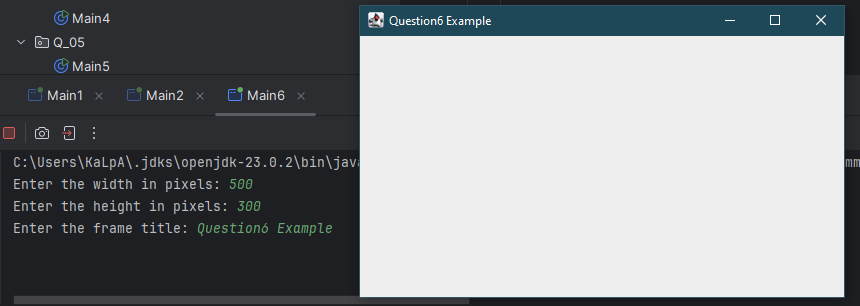 Main4
Q_05
Main5
Main1 Main2 Main6
C:\Users\KaLpA\.jdks\openjdk-23.0.2\bin\java
Enter the width in pixels: 500
Enter the height in pixels: 300
Enter the frame title: Question6 Example
Question6 Example